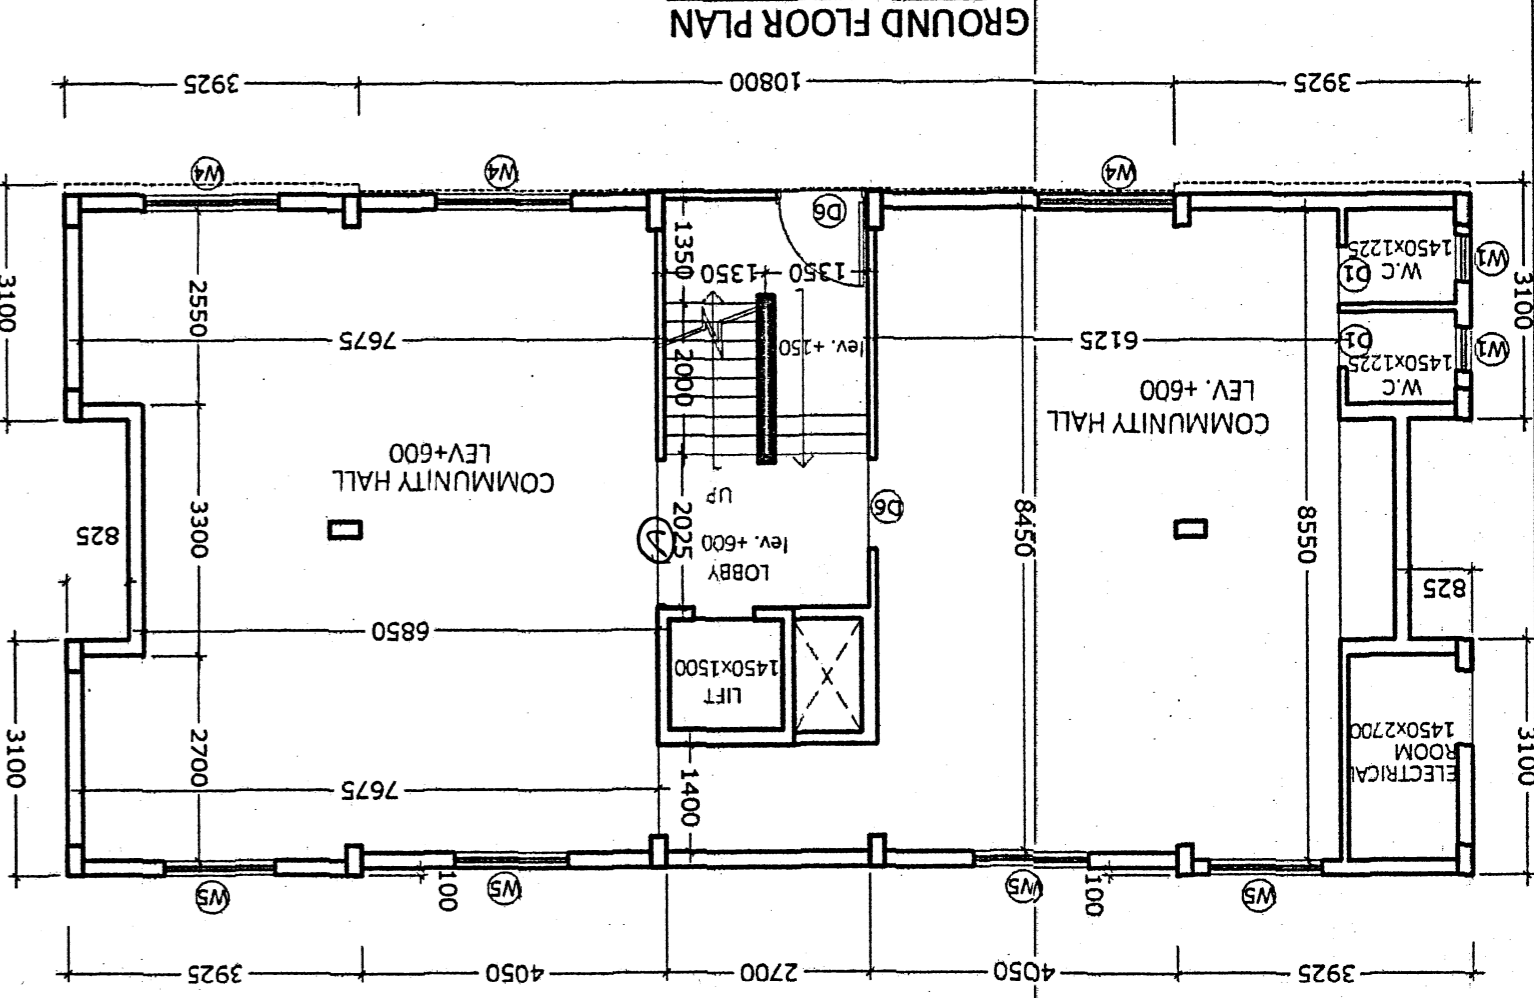 3925
4050
2700
4050
3925
W5
100
W5
W5
100
W5
3100
ELECTRICAL
ROOM
1450x2700
1400
7675
2700
3100
LIFT
1450x1500
6850
825
LOBBY
lev. +600
UP
8550
8450
D6
2025
3300
825
COMMUNITY HALL
LEV. +600
COMMUNITY HALL
LEV+600
W.C
1450x1225
D1
W1
6125
lev. +150
2000
7675
2550
W.C
1450x1225
D1
W1
3100
1350
1350
1350
3100
D6
W4
W4
W4
3925
10800
3925
GROUND FLOOR PLAN